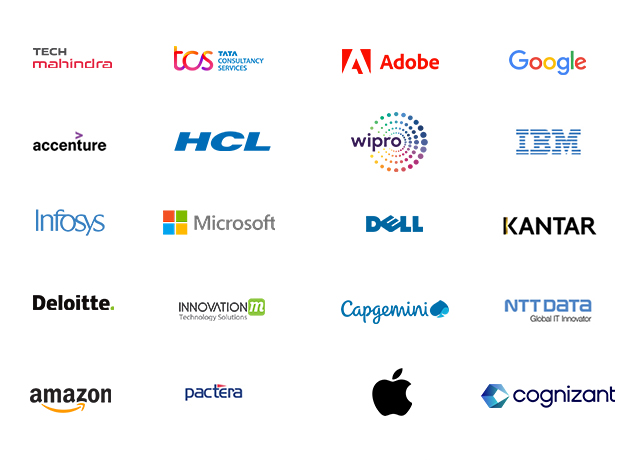 TECH
mahindra
tcs TATA
CONSULTANCY
SERVICES
Adobe
Google
accenture
HCL
wipro
IBM
Infosys
Microsoft
DELL
KANTAR
Deloitte.
INNOVATION m
Technology Solutions
Capgemini
NTT DATA
Global IT Innovator
amazon
pactera
cognizant